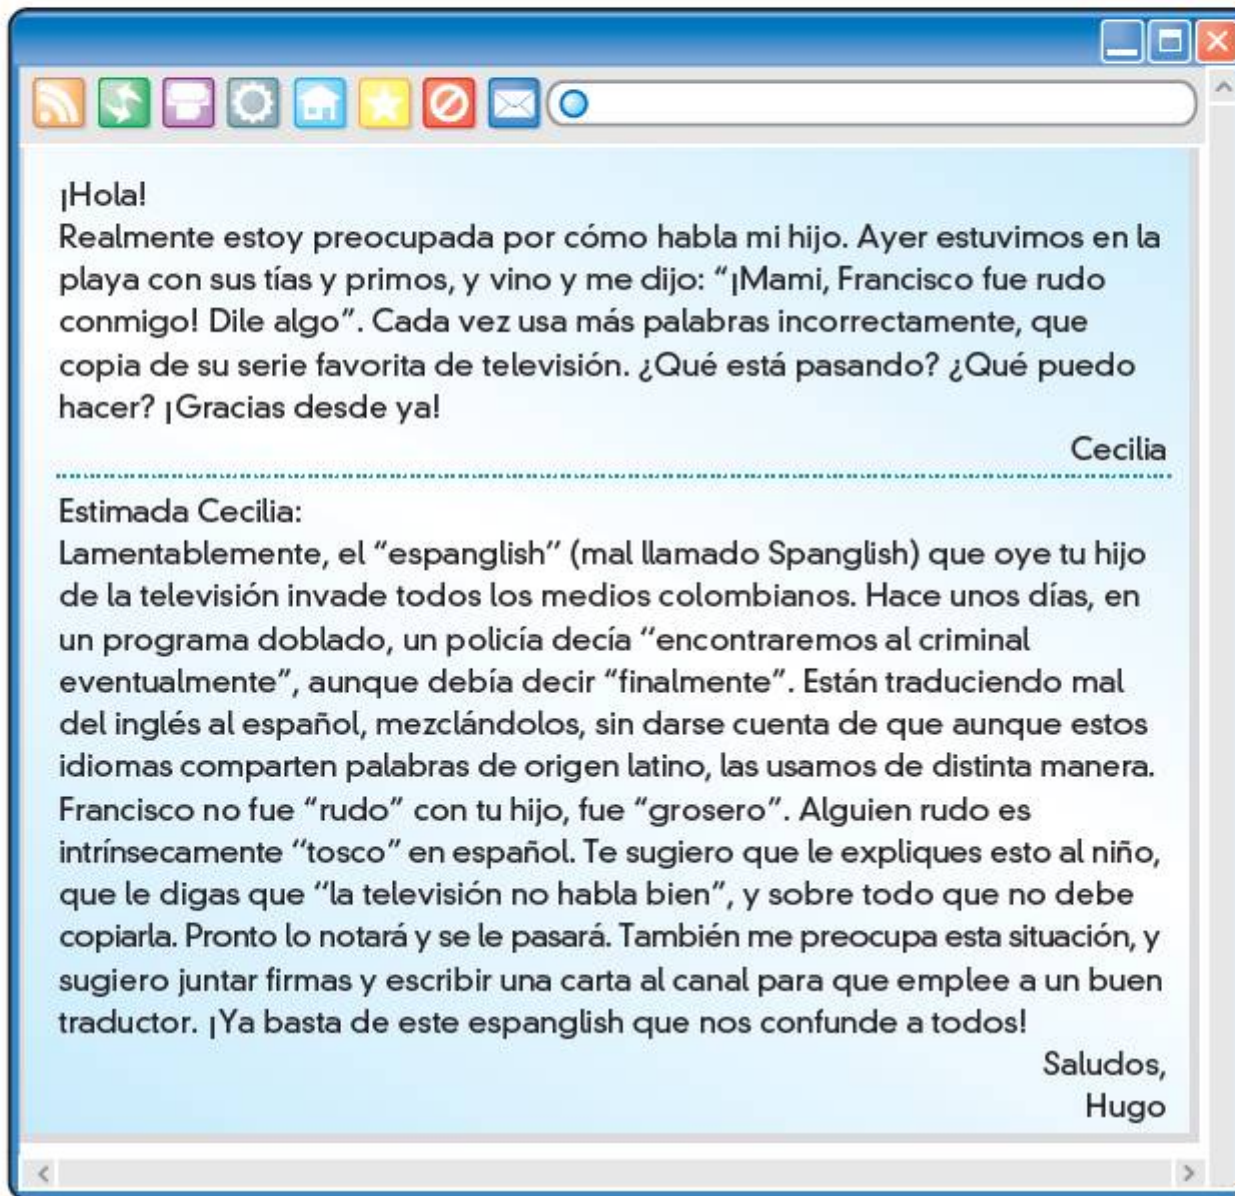 ¡Hola!
Realmente estoy preocupada por cómo habla mi hijo. Ayer estuvimos en la
playa con sus tías y primos, y vino y me dijo: “¡Mami, Francisco fue rudo
conmigo! Dile algo”. Cada vez usa más palabras incorrectamente, que
copia de su serie favorita de televisión. ¿Qué está pasando? ¿Qué puedo
hacer? ¡Gracias desde ya!
Cecilia
Estimada Cecilia:
Lamentablemente, el “espanglish” (mal llamado Spanglish) que oye tu hijo
de la televisión invade todos los medios colombianos. Hace unos días, en
un programa doblado, un policía decía “encontraremos al criminal
eventualmente”, aunque debía decir “finalmente”. Están traduciendo mal
del inglés al español, mezclándolos, sin darse cuenta de que aunque estos
idiomas comparten palabras de origen latino, las usamos de distinta manera.
Francisco no fue “rudo” con tu hijo, fue “grosero”. Alguien rudo es
intrínsecamente “tosco” en español. Te sugiero que le expliques esto al niño,
que le digas que “la televisión no habla bien”, y sobre todo que no debe
copiarla. Pronto lo notará y se le pasará. También me preocupa esta situación, y
sugiero juntar firmas y escribir una carta al canal para que emplee a un buen
traductor. ¡Ya basta de este espanglish que nos confunde a todos!
Saludos,
Hugo